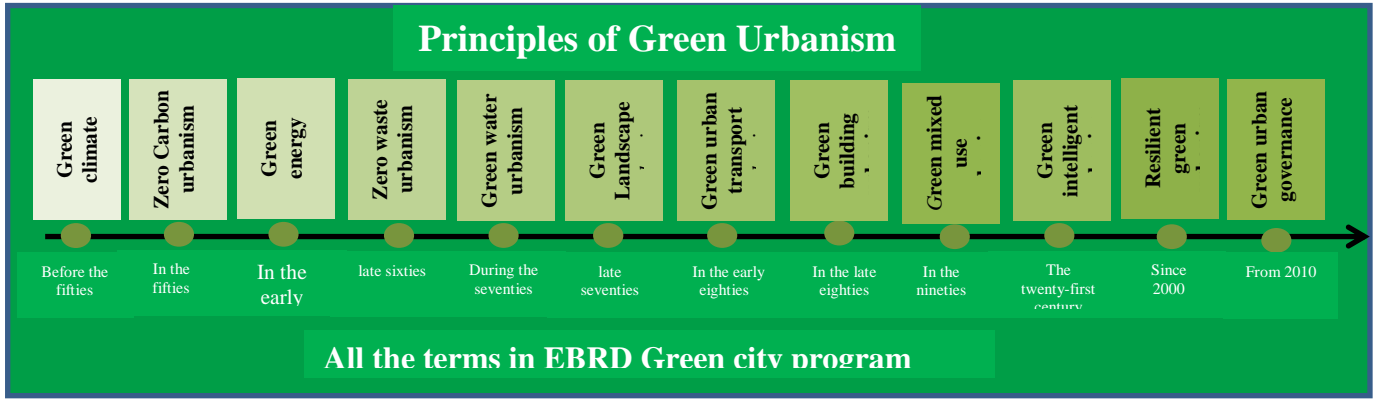 Principles of Green Urbanism
Green
climate
Zero Carbon
urbanism
Green
energy
Zero waste
urbanism
Green water
urbanism
Green
Landscape
Green urban
transport
Green
building
Green mixed
use
Green
intelligent
Resilient
green
Green urban
governance
Before the
fifties
In the
fifties
In the
early
late sixties
During the
seventies
late
seventies
In the early
eighties
In the late
eighties
In the
nineties
The
twenty-first
century
Since
2000
From 2010
All the terms in EBRD Green city program